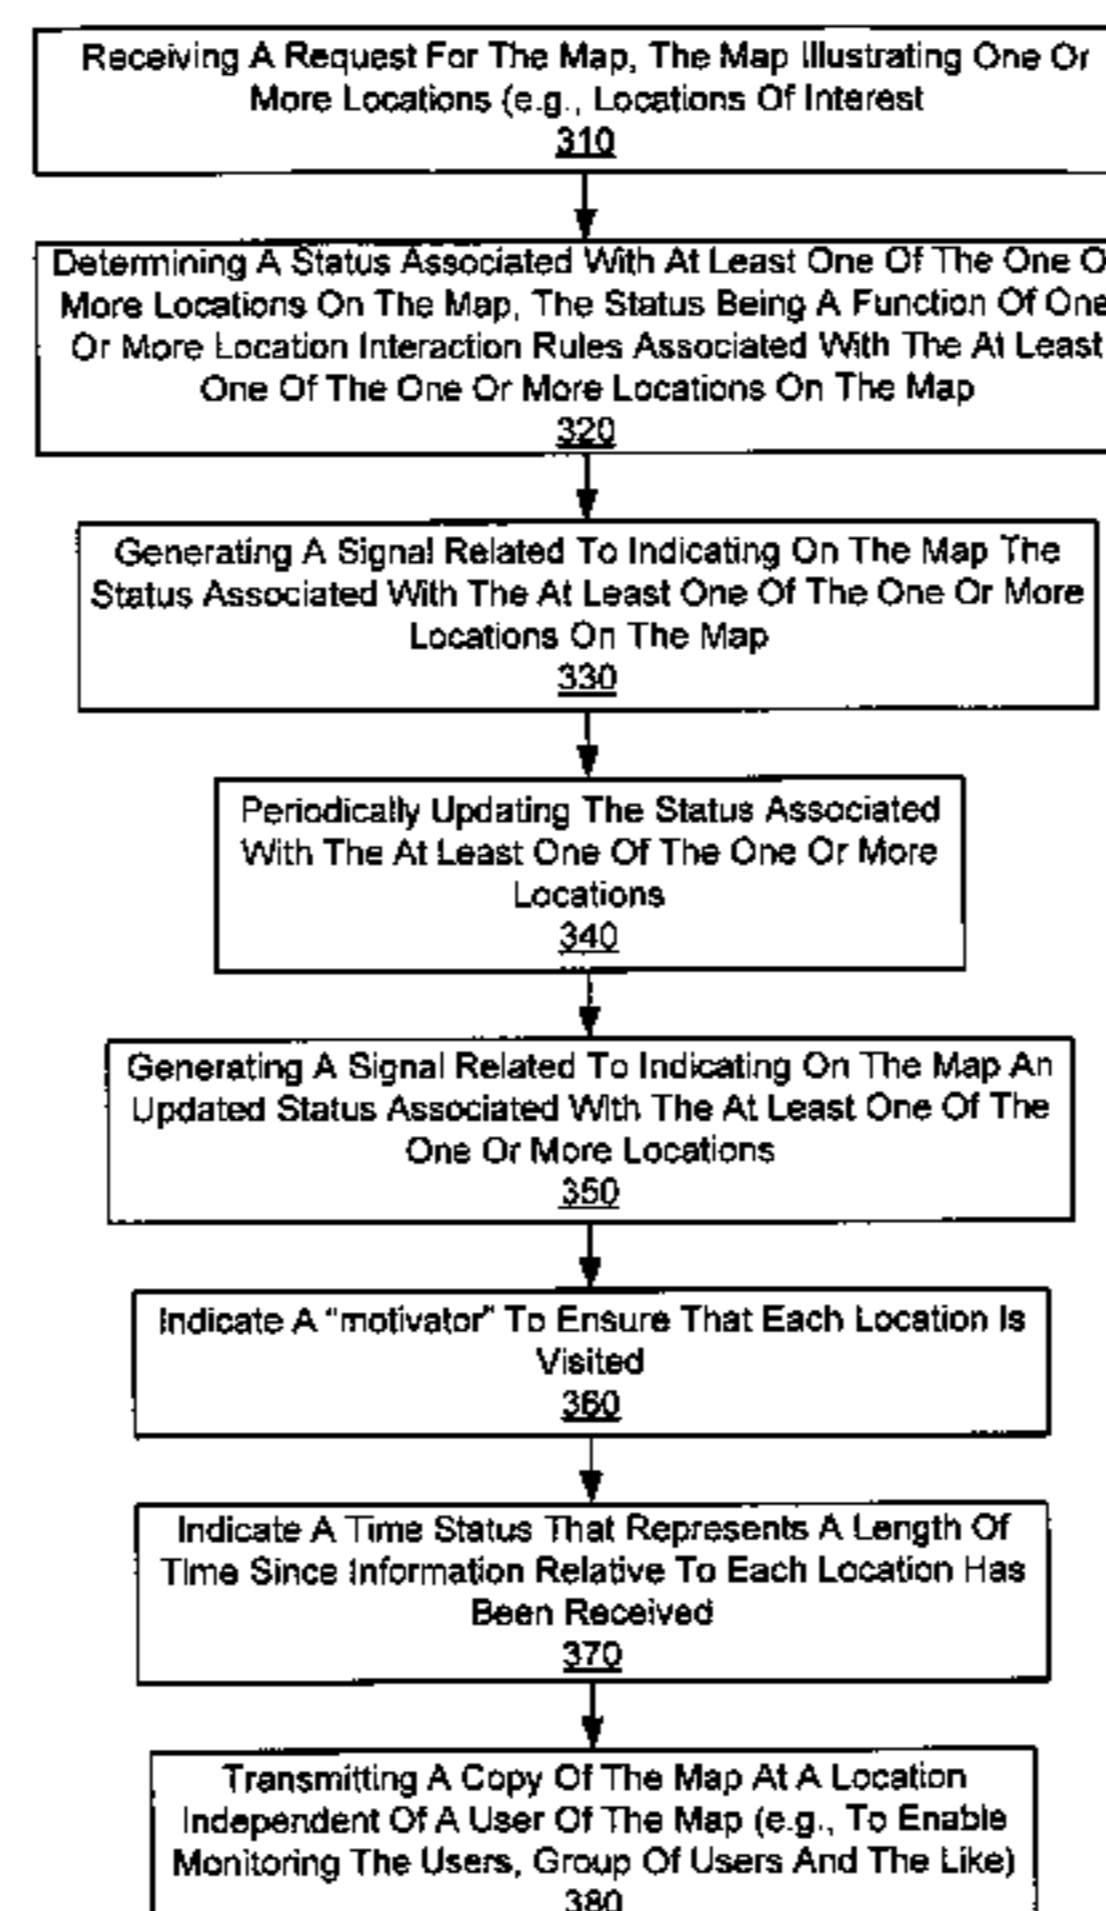 Receiving A Request For The Map, The Map Illustrating One Or
More Locations (e.g., Locations Of Interest
310
Determining A Status Associated With At Least One Of The One O
More Locations On The Map, The Status Being A Function Of One
Or More Location Interaction Rules Associated With The At Least
One Of The One Or More Locations On The Map
320
Generating A Signal Related To Indicating On The Map The
Status Associated With The At Least One Of The One Or More
Locations On The Map
330
Periodically Updating The Status Associated
With The At Least One Of The One Or More
Locations
340
Generating A Signal Related To Indicating On The Map An
Updated Status Associated With The At Least One Of The
One Or More Locations
350
Indicate A “motivator” To Ensure That Each Location Is
Visited
360
Indicate A Time Status That Represents A Length Of
Time Since Information Relative To Each Location Has
Been Received
370
Transmitting A Copy Of The Map At A Location
Independent Of A User Of The Map (e.g., To Enable
Monitoring The Users, Group Of Users And The Like)
380